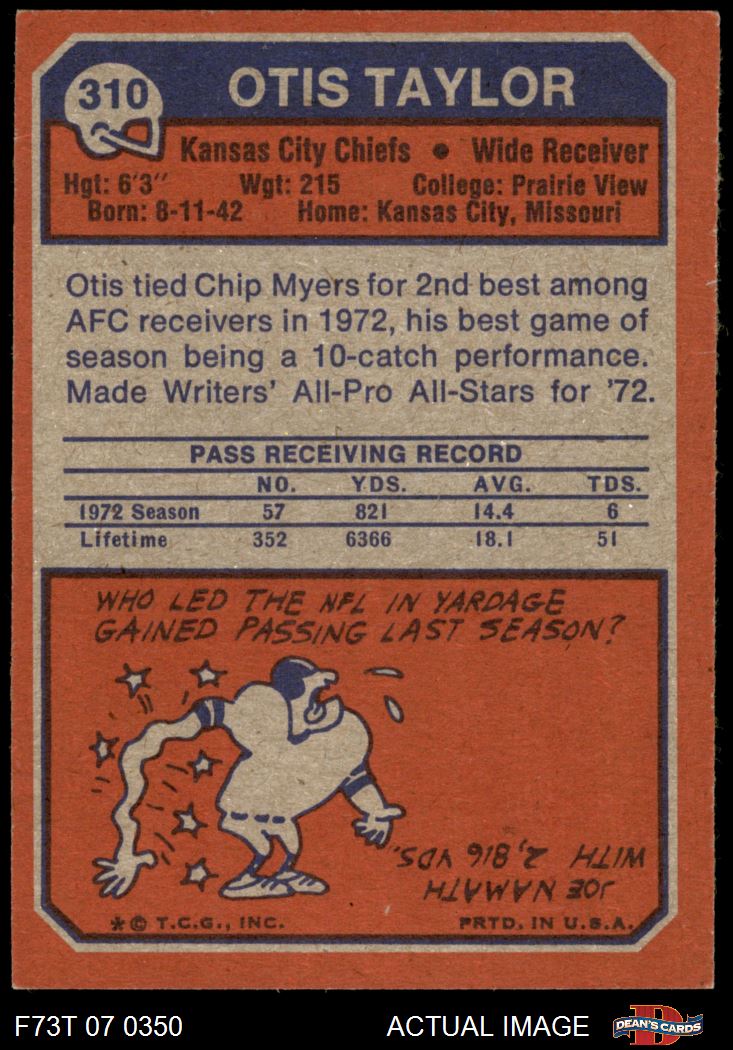 310
OTIS TAYLOR
Kansas City Chiefs • Wide Receiver
Hgt: 6'3" Wgt: 215 College: Prairie View
Born: 8-11-42 Home: Kansas City, Missouri
Otis tied Chip Myers for 2nd best among
AFC receivers in 1972, his best game of
season being a 10-catch performance.
Made Writers' All-Pro All-Stars for '72.
PASS RECEIVING RECORD
NO. YDS. AVG. TDS.
1972 Season 57 821 14.4 6
Lifetime 352 6366 18.1 51
WHO LED THE NFL IN YARDAGE
GAINED PASSING LAST SEASON?
JOE NAMATH
WITH 2,816 YDS.
* © T.C.G., INC. PRTD. IN U.S.A.
F73T 07 0350 ACTUAL IMAGE
D
DEAN'S CARDS